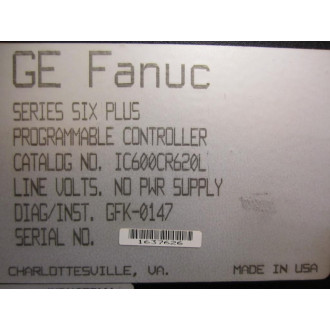 GE Fanuc
SERIES SIX PLUS
PROGRAMMABLE CONTROLLER
CATALOG NO. IC600CR620L
LINE VOLTS. NO PWR SUPPLY
DIAG/INST. GFK-0147
SERIAL NO.
1637626
CHARLOTTESVILLE, VA. MADE IN USA